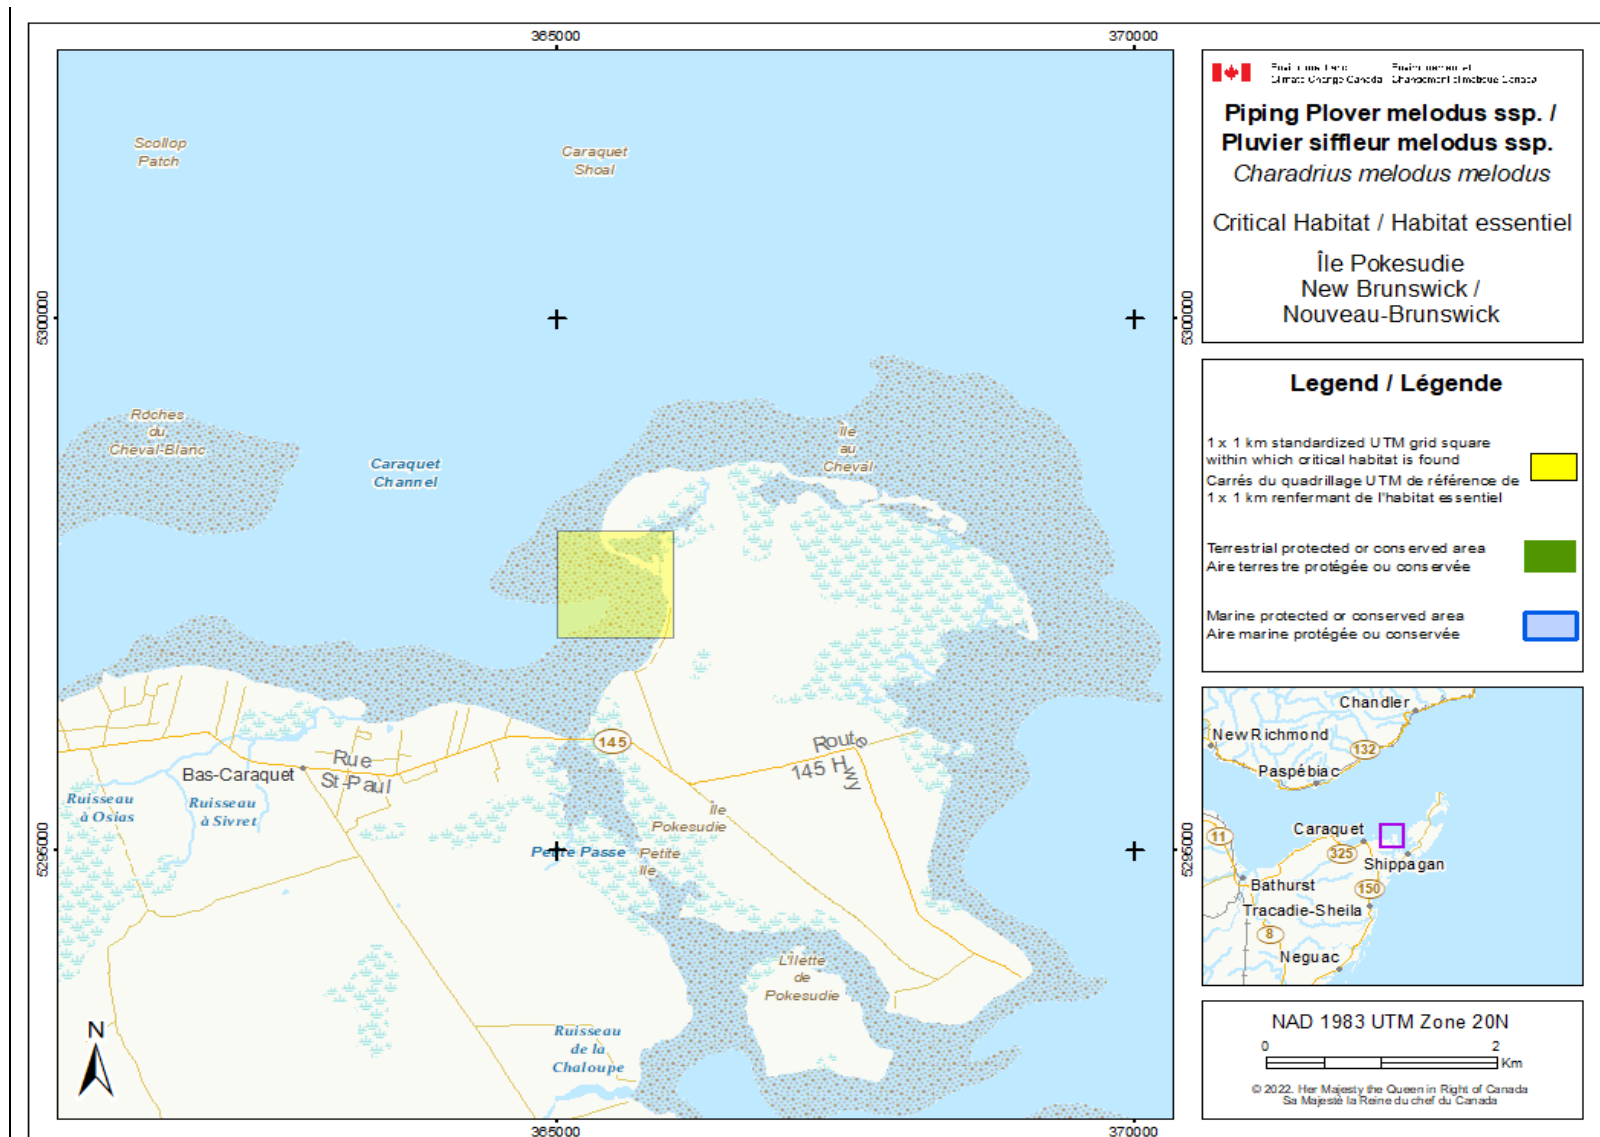 365000
370000
Scollop
Patch
Caraquet
Shoal
5300000
5300000
Roches
du
Cheval-Blanc
Caraquet
Channel
Île
au
Cheval
145
Route
145 Hwy
Rue
St-Paul
Bas-Caraquet
Ruisseau
à Osias
Ruisseau
à Sivret
Île
Pokesudie
Petite Passe
Petite
Ile
5295000
5295000
L'Ilette
de
Pokesudie
Ruisseau
de la
Chaloupe
N
365000
370000
Climate Change Canada
Changement climatique Canada
Piping Plover melodus ssp. /
Pluvier siffleur melodus ssp.
Charadrius melodus melodus
Critical Habitat / Habitat essentiel
Île Pokesudie
New Brunswick /
Nouveau-Brunswick
Legend / Légende
1 x 1 km standardized UTM grid square
within which critical habitat is found
Carrés du quadrillage UTM de référence de
1 x 1 km renfermant de l'habitat essentiel
Terrestrial protected or conserved area
Aire terrestre protégée ou conservée
Marine protected or conserved area
Aire marine protégée ou conservée
Chandler
New Richmond
132
Paspébiac
Caraquet
11
325
Shippagan
Bathurst
150
Tracadie-Sheila
8
Neguac
NAD 1983 UTM Zone 20N
0 2
Km
© 2022. Her Majesty the Queen in Right of Canada
Sa Majesté la Reine du chef du Canada